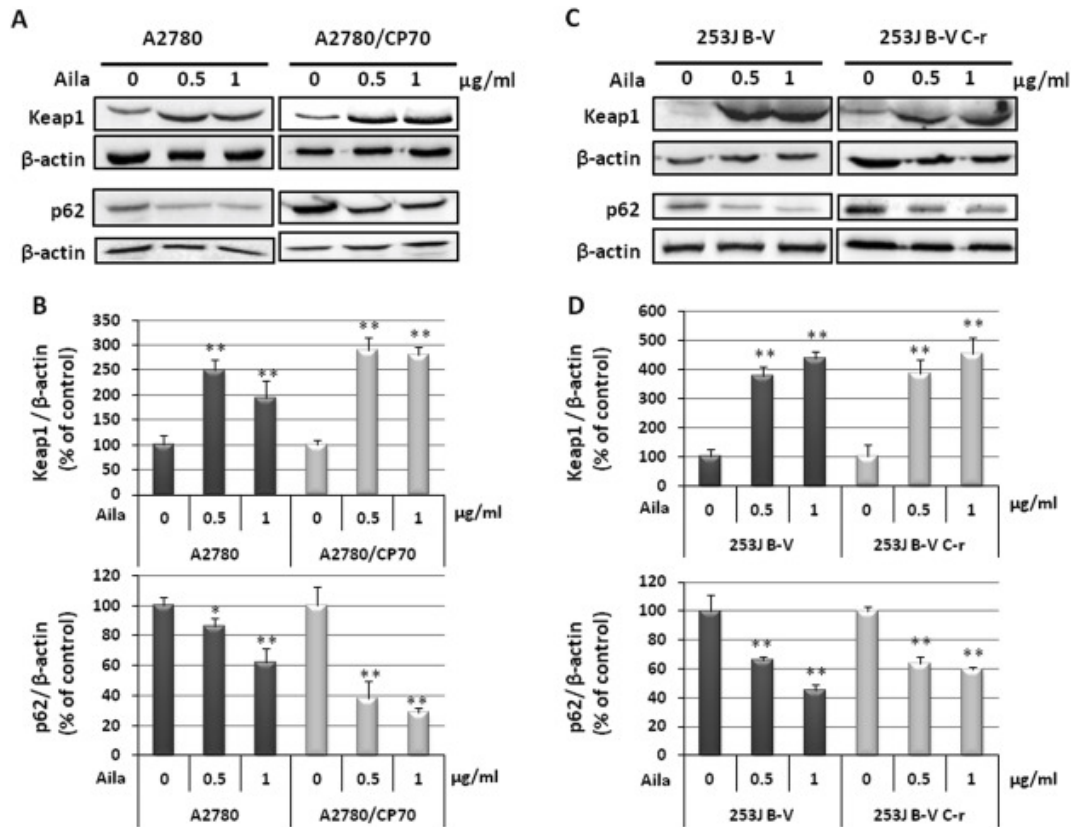 A
A2780 A2780/CP70
Aila 0 0.5 1 0 0.5 1 μg/ml
Keap1
β-actin
p62
β-actin
B
Keap1 / β-actin
(% of control)
350
300
250
200
150
100
50
0
** ** ** **
Aila 0 0.5 1 0 0.5 1 μg/ml
A2780 A2780/CP70
p62/ β-actin
(% of control)
120
100
80
60
40
20
0
* ** ** **
Aila 0 0.5 1 0 0.5 1 μg/ml
A2780 A2780/CP70
C
253J B-V 253J B-V C-r
Aila 0 0.5 1 0 0.5 1 μg/ml
Keap1
β-actin
p62
β-actin
D
Keap1 / β-actin
(% of control)
600
500
400
300
200
100
0
** ** ** **
Aila 0 0.5 1 0 0.5 1 μg/ml
253J B-V 253J B-V C-r
p62/ β-actin
(% of control)
120
100
80
60
40
20
0
** ** ** **
Aila 0 0.5 1 0 0.5 1 μg/ml
253J B-V 253J B-V C-r